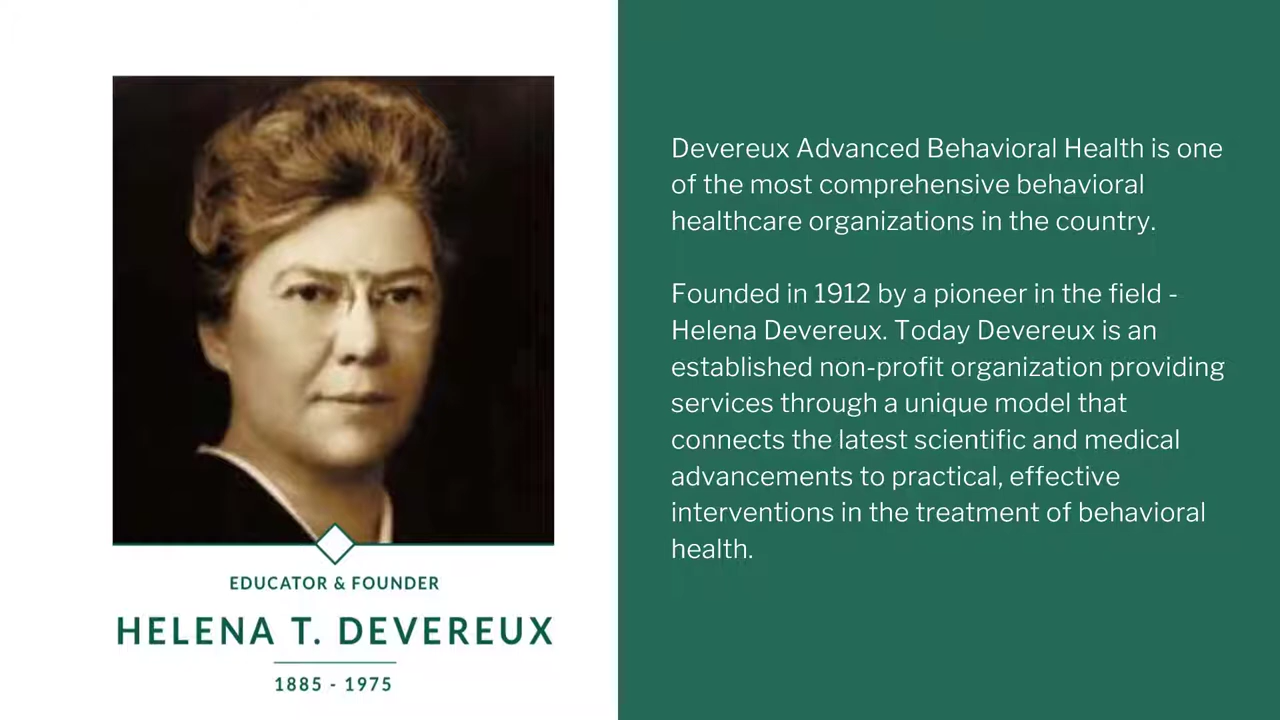 EDUCATOR & FOUNDER
HELENA T. DEVEREUX
1885 - 1975
Devereux Advanced Behavioral Health is one
of the most comprehensive behavioral
healthcare organizations in the country.
Founded in 1912 by a pioneer in the field -
Helena Devereux. Today Devereux is an
established non-profit organization providing
services through a unique model that
connects the latest scientific and medical
advancements to practical, effective
interventions in the treatment of behavioral
health.